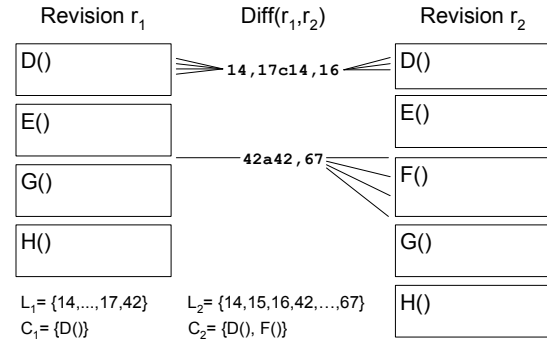 Revision r1 Diff(r1,r2) Revision r2
D() 14,17c14,16 D()
E() E()
42a42,67
G() F()
H() G()
L1= {14,...,17,42} L2= {14,15,16,42,...,67} H()
C1= {D()} C2= {D(), F()}